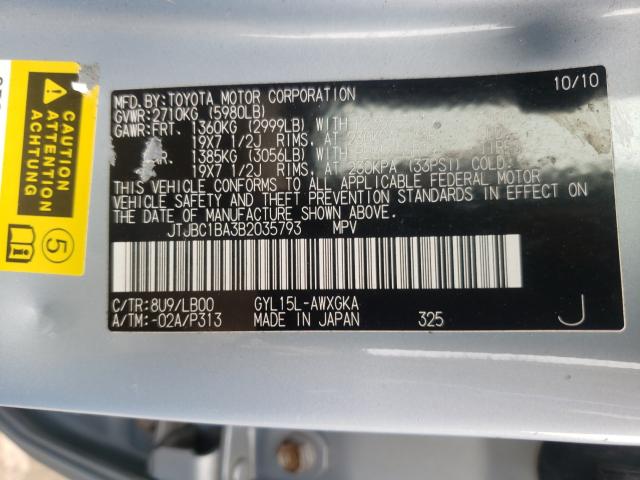 CAUTION
ATTENTION
5
MFD. BY: TOYOTA MOTOR CORPORATION 10/10
GVWR: 2710KG (5980LB)
GAWR: FRT. 1360KG (2999LB) WITH
19X7 1/2J RIMS, AT
1385KG (3056LB) WITH TIRES
19X7 1/2J RIMS, AT 230KPA (33PSI) COLD.
THIS VEHICLE CONFORMS TO ALL APPLICABLE FEDERAL MOTOR
VEHICLE SAFETY AND THEFT PREVENTION STANDARDS IN EFFECT ON
THE DATE OF MANUFACTURE SHOWN ABOVE.
JTJBC1BA3B2035793 MPV
C/TR: 8U9/LB00 GYL15L-AWXGKA
A/TM: -02A/P313 MADE IN JAPAN 325 J